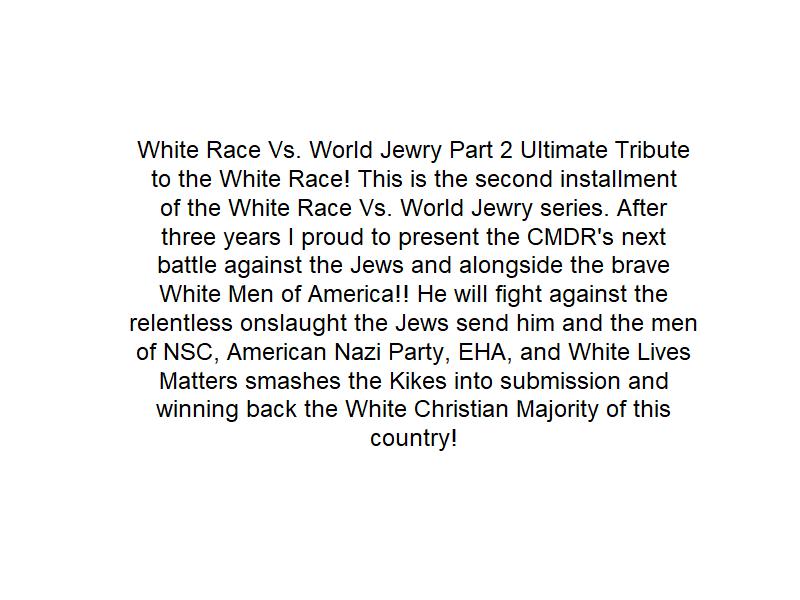 White Race Vs. World Jewry Part 2 Ultimate Tribute
to the White Race! This is the second installment
of the White Race Vs. World Jewry series. After
three years I proud to present the CMDR's next
battle against the Jews and alongside the brave
White Men of America!! He will fight against the
relentless onslaught the Jews send him and the men
of NSC, American Nazi Party, EHA, and White Lives
Matters smashes the Kikes into submission and
winning back the White Christian Majority of this
country!